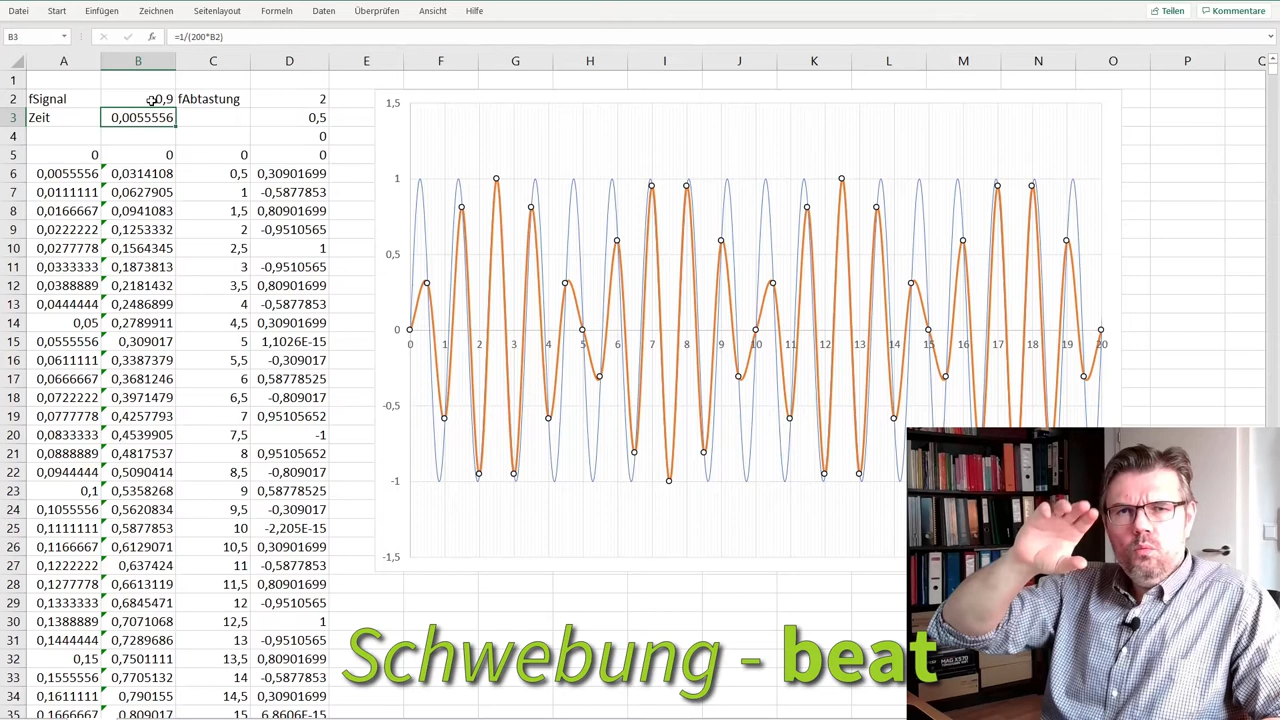 Datei Start Einfügen Zeichnen Seitenlayout Formeln Daten Überprüfen Ansicht Hilfe Teilen Kommentare
B3 fx =1/(200*B2)
A B C D E F G H I J K L M N O P Q
1
2 fSignal 0,9 fAbtastung 2
3 Zeit 0,0055556 0,5
4 0
5 0 0 0 0
6 0,0055556 0,0314108 0,5 0,30901699
7 0,0111111 0,0627905 1 -0,5877853
8 0,0166667 0,0941083 1,5 0,80901699
9 0,0222222 0,1253332 2 -0,9510565
10 0,0277778 0,1564345 2,5 1
11 0,0333333 0,1873813 3 -0,9510565
12 0,0388889 0,2181432 3,5 0,80901699
13 0,0444444 0,2486899 4 -0,5877853
14 0,05 0,2789911 4,5 0,30901699
15 0,0555556 0,309017 5 1,1026E-15
16 0,0611111 0,3387379 5,5 -0,309017
17 0,0666667 0,3681246 6 0,58778525
18 0,0722222 0,3971479 6,5 -0,809017
19 0,0777778 0,4257793 7 0,95105652
20 0,0833333 0,4539905 7,5 -1
21 0,0888889 0,4817537 8 0,95105652
22 0,0944444 0,5090414 8,5 -0,809017
23 0,1 0,5358268 9 0,58778525
24 0,1055556 0,5620834 9,5 -0,309017
25 0,1111111 0,5877853 10 -2,205E-15
26 0,1166667 0,6129071 10,5 0,30901699
27 0,1222222 0,637424 11 -0,5877853
28 0,1277778 0,6613119 11,5 0,80901699
29 0,1333333 0,6845471 12 -0,9510565
30 0,1388889 0,7071068 12,5 1
31 0,1444444 0,7289686 13 -0,9510565
32 0,15 0,7501111 13,5 0,80901699
33 0,1555556 0,7705132
34 0,1611111 0,790155 14,5 0,30901699
35 0,1666667 0,809017 15 6,8606E-15
1,5
1
0,5
0
0 1 2 3 4 5 6 7 8 9 10 11 12 13 14 15 16 17 18 19 20
-0,5
-1
-1,5
Schwebung - beat